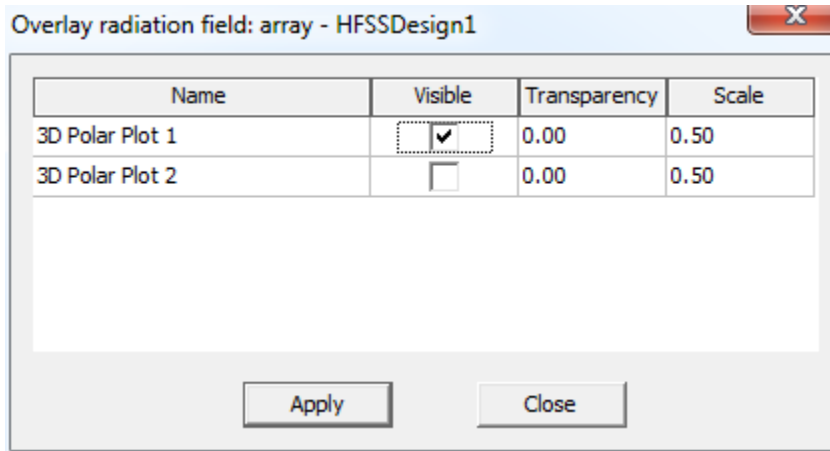 Overlay radiation field: array - HFSSDesign1
Name Visible Transparency Scale
3D Polar Plot 1 0.00 0.50
3D Polar Plot 2 0.00 0.50
Apply Close